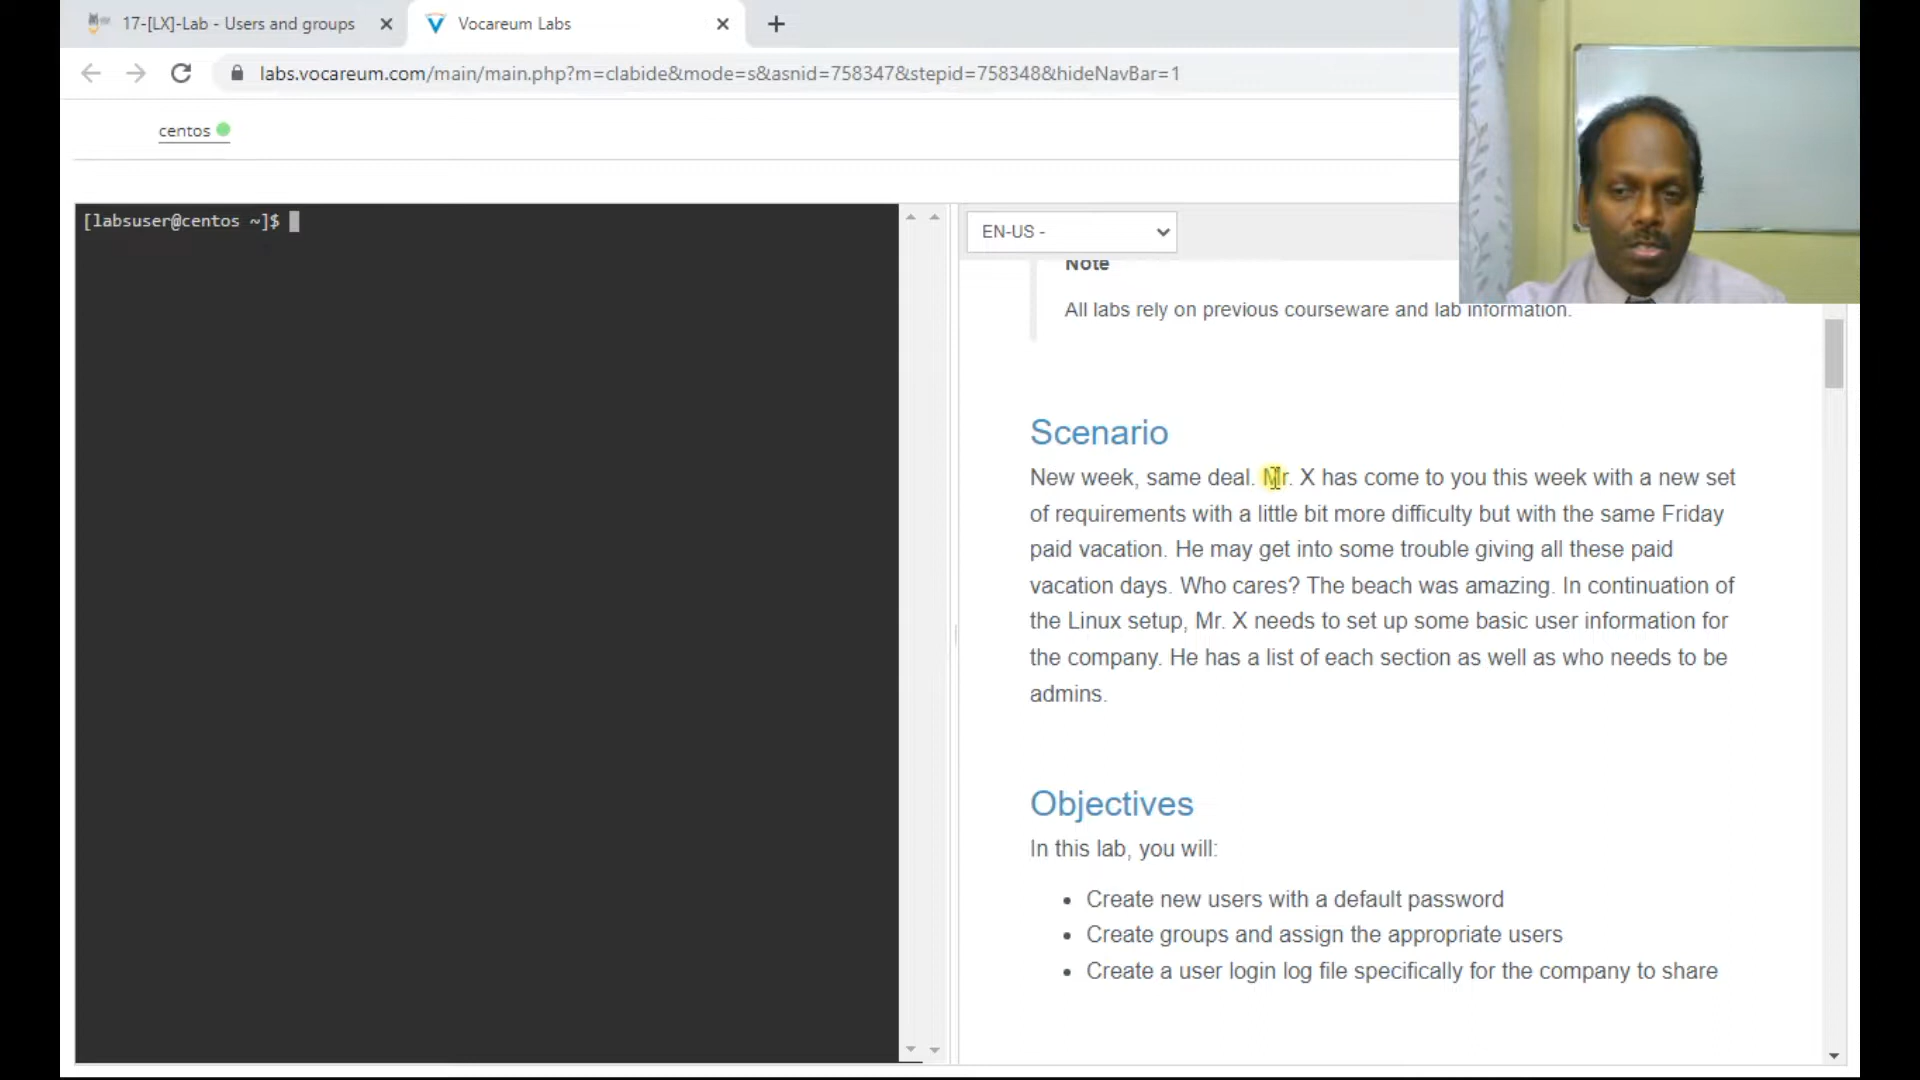 17-[LX]-Lab - Users and groups
Vocareum Labs
labs.vocareum.com/main/main.php?m=clabide&mode=s&asnid=758347&stepid=758348&hideNavBar=1
centos
[labsuser@centos ~]$
EN-US -
Note
All labs rely on previous courseware and lab information.
Scenario
New week, same deal. Mr. X has come to you this week with a new set
of requirements with a little bit more difficulty but with the same Friday
paid vacation. He may get into some trouble giving all these paid
vacation days. Who cares? The beach was amazing. In continuation of
the Linux setup, Mr. X needs to set up some basic user information for
the company. He has a list of each section as well as who needs to be
admins.
Objectives
In this lab, you will:
• Create new users with a default password
• Create groups and assign the appropriate users
• Create a user login log file specifically for the company to share